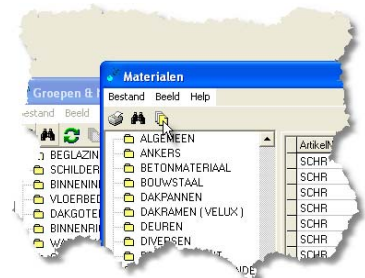 Materialen
Groepen &
Bestand Beeld Help
Beeld
ALGEMEEN
ANKERS
BETONMATERIAAL
BOUWSTAAL
DAKPANNEN
DAKRAMEN ( VELUX )
DEUREN
DIVERSEN
BEGLAZIN
SCHILDER
BINNENIN
VLOERBED
DAKGOTE
BINNENRI
ArtikelN
SCHR
SCHR
SCHR
SCHR
SCHR
SCHR
SCHR